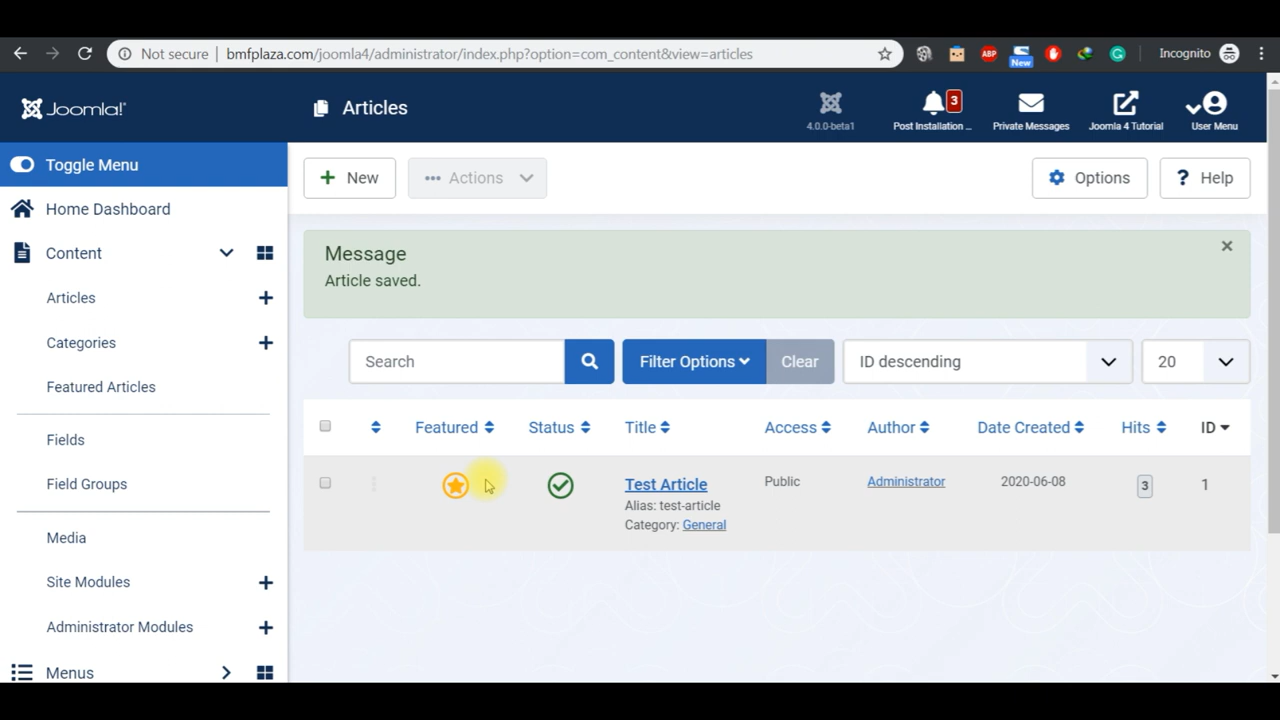 Not secure | bmfplaza.com/joomla4/administrator/index.php?option=com_content&view=articles ABP New Incognito
Joomla!® Articles 4.0.0-beta1 3 Post Installation ... Private Messages Joomla 4 Tutorial User Menu
Toggle Menu
+ New ... Actions Options ? Help
Home Dashboard
Content
Message ×
Article saved.
Articles +
Categories +
Search Filter Options Clear ID descending 20
Featured Articles
Featured Status Title Access Author Date Created Hits ID
Fields
Field Groups
Test Article Public Administrator 2020-06-08 3 1
Alias: test-article
Category: General
Media
Site Modules +
Administrator Modules +
Menus